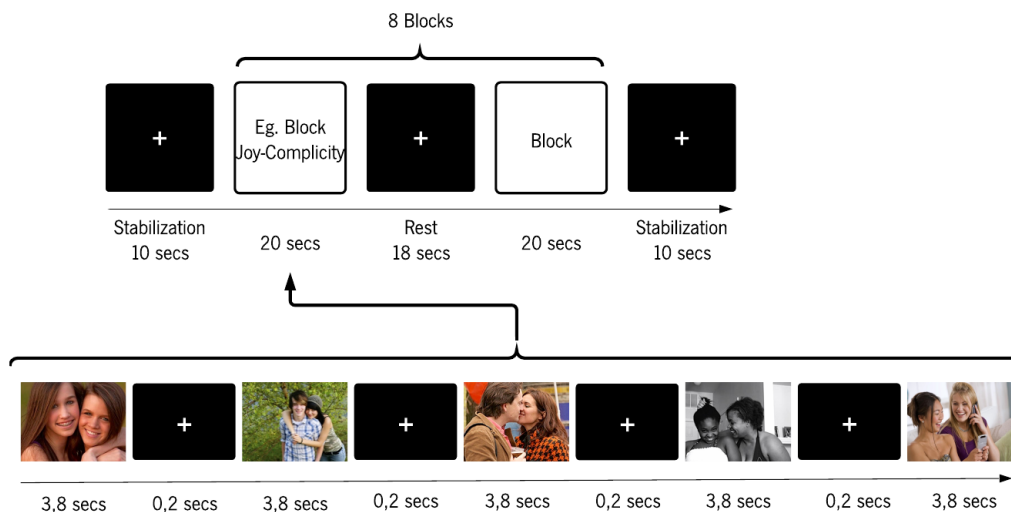 8 Blocks
Eg. Block
Joy-Complicity
Block
Stabilization
10 secs
20 secs
Rest
18 secs
20 secs
Stabilization
10 secs
3,8 secs
0,2 secs
3,8 secs
0,2 secs
3,8 secs
0,2 secs
3,8 secs
0,2 secs
3,8 secs